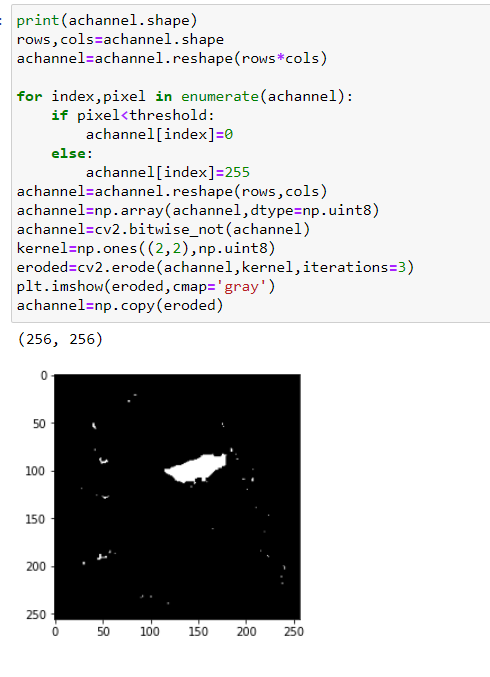 :
print(achannel.shape)
rows,cols=achannel.shape
achannel=achannel.reshape(rows*cols)
for index,pixel in enumerate(achannel):
    if pixel<threshold:
        achannel[index]=0
    else:
        achannel[index]=255
achannel=achannel.reshape(rows,cols)
achannel=np.array(achannel,dtype=np.uint8)
achannel=cv2.bitwise_not(achannel)
kernel=np.ones((2,2),np.uint8)
eroded=cv2.erode(achannel,kernel,iterations=3)
plt.imshow(eroded,cmap='gray')
achannel=np.copy(eroded)
(256, 256)
0
50
100
150
200
250
0 50 100 150 200 250